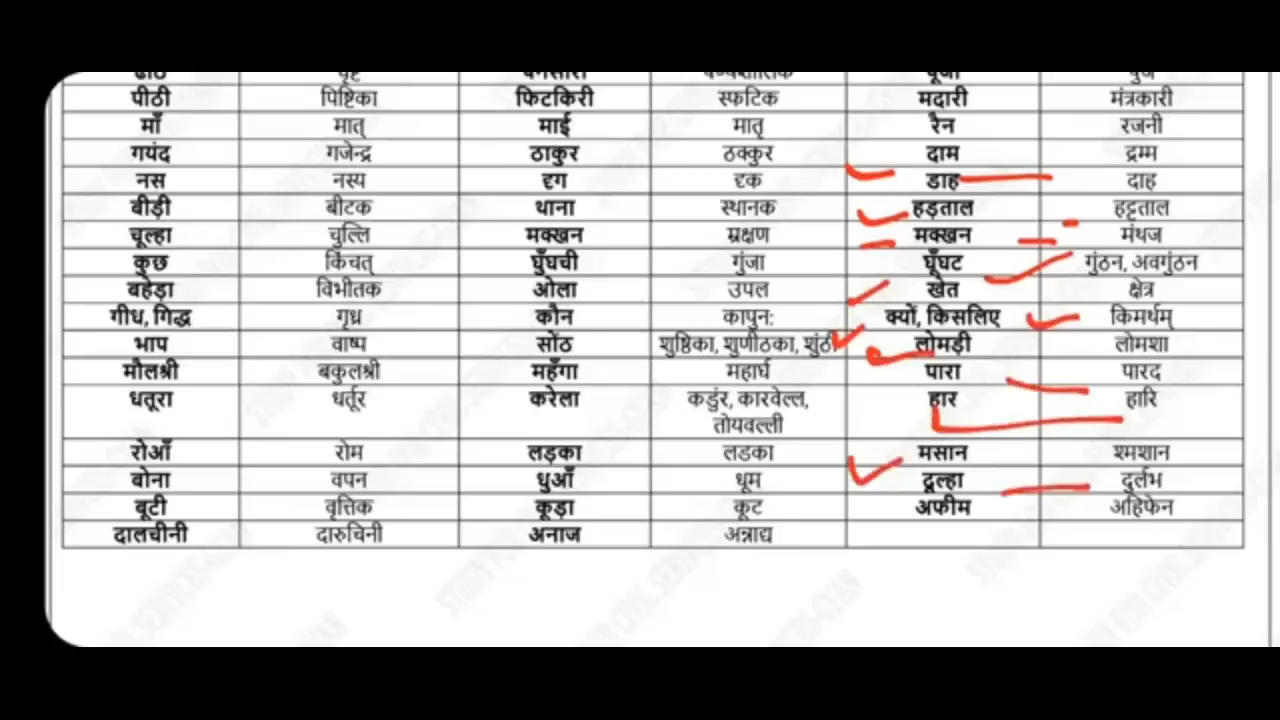 पीठी पिष्टिका फिटकिरी स्फटिक मदारी मंत्रकारी
माँ मातृ माई मातृ रैन रजनी
गयंद गजेन्द्र ठाकुर ठक्कुर दाम द्रम्म
नस नस्य दृग दृक डाह दाह
बीड़ी बीटक थाना स्थानक हड़ताल हट्टताल
चूल्हा चुल्लि मक्खन म्रक्षण मक्खन मंथज
कुछ किंचित् घुँघची गुंजा घूँघट गुंठन, अवगुंठन
बहेड़ा विभीतक ओला उपल खेत क्षेत्र
गीध, गिद्ध गृध्र कौन कापुन: क्यों, किसलिए किमर्थम्
भाप वाष्प सोंठ शुष्ठिका, शुणीठका, शुंठी लोमड़ी लोमशा
मौलश्री बकुलश्री महँगा महार्घ पारा पारद
धतूरा धर्तूर करेला कडुंर, कारवेल्ल, हार हारि
तोयवल्ली
रोआँ रोम लड़का लडका मसान श्मशान
बोना वपन धुआँ धूम दूल्हा दुर्लभ
बूटी वृत्तिक कूड़ा कूट अफीम अहिफेन
दालचीनी दारुचिनी अनाज अन्नाद्य